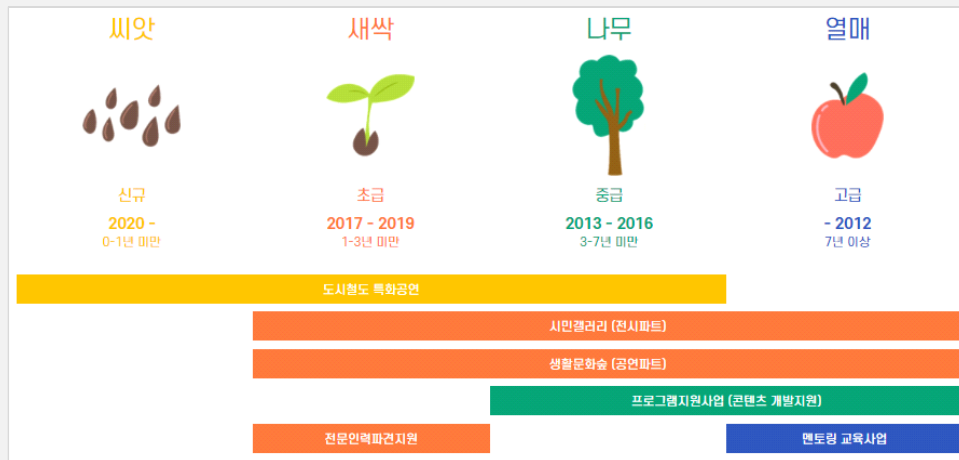 씨앗
새싹
나무
열매
신규
초급
중급
고급
2020 -
2017 - 2019
2013 - 2016
- 2012
0-1년 미만
1-3년 미만
3-7년 미만
7년 이상
도시철도 특화공연
시민갤러리 (전시파트)
생활문화숲 (공연파트)
프로그램지원사업 (콘텐츠 개발지원)
전문인력파견지원
멘토링 교육사업